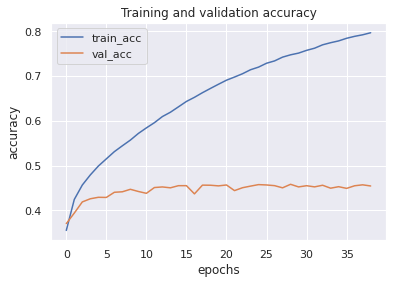 Training and validation accuracy
train_acc
val_acc
accuracy
0.8
0.7
0.6
0.5
0.4
0 5 10 15 20 25 30 35
epochs